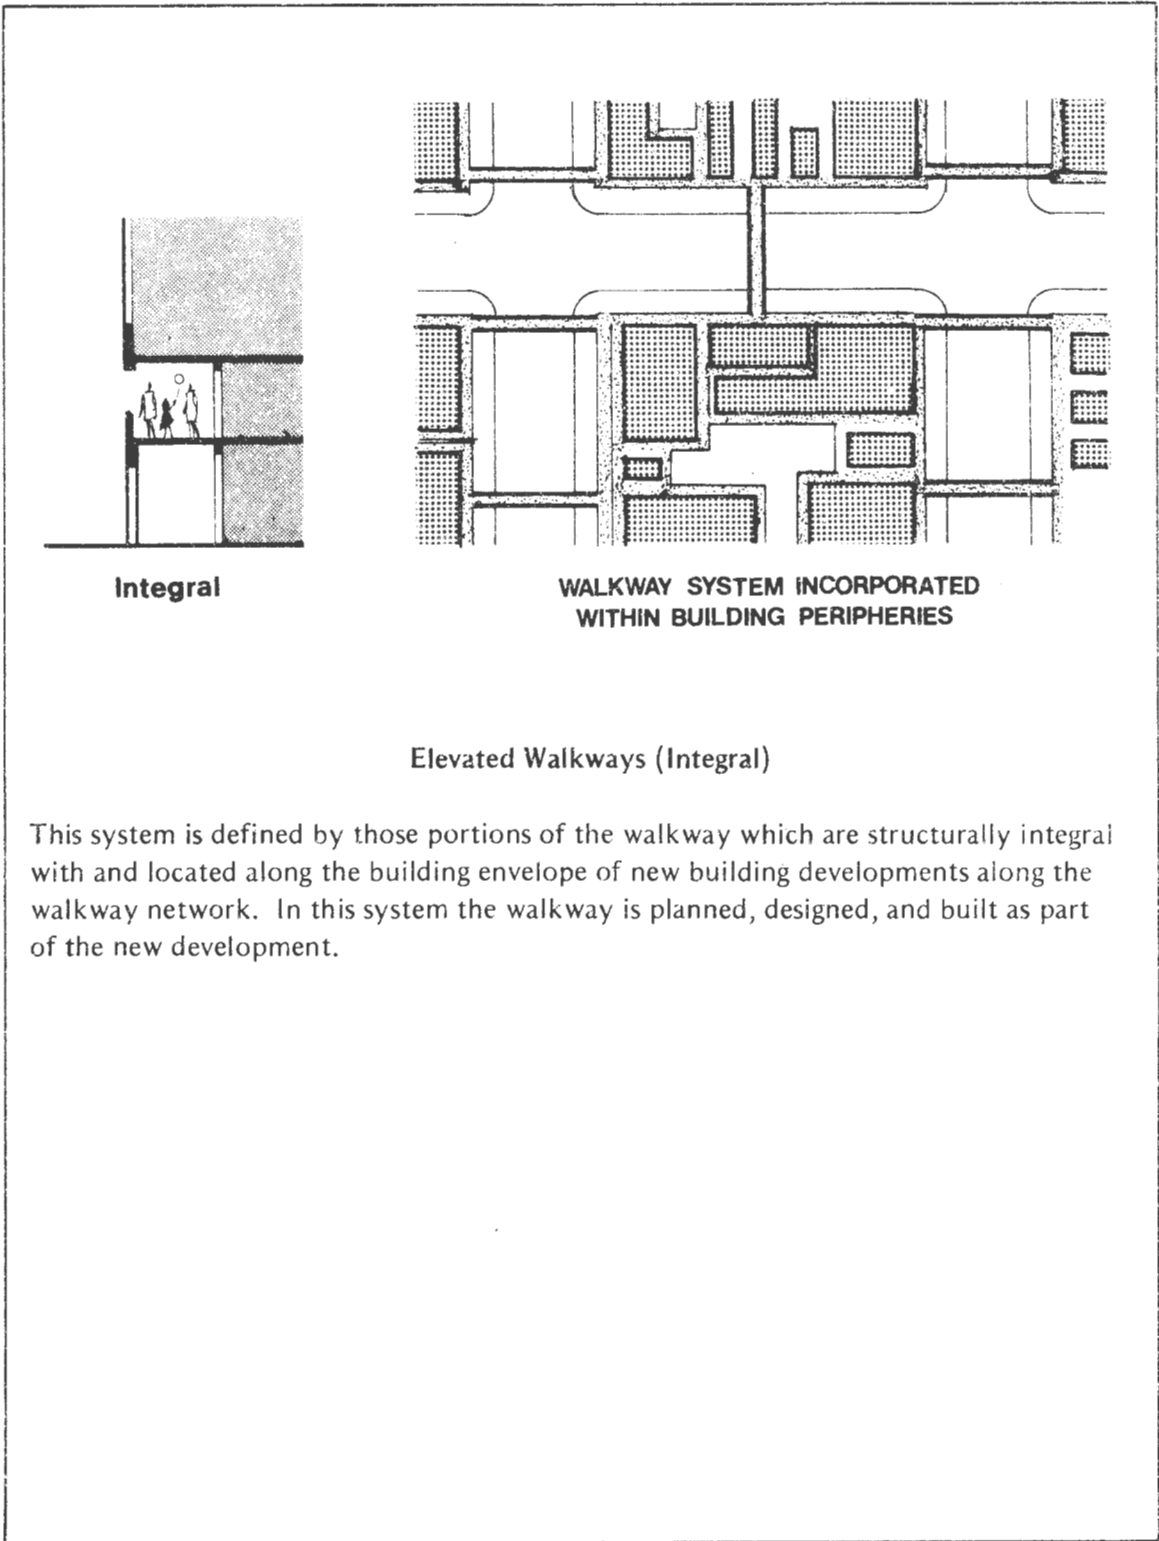 Integral
WALKWAY SYSTEM INCORPORATED
WITHIN BUILDING PERIPHERIES
Elevated Walkways (Integral)
This system is defined by those portions of the walkway which are structurally integral
with and located along the building envelope of new building developments along the
walkway network. In this system the walkway is planned, designed, and built as part
of the new development.